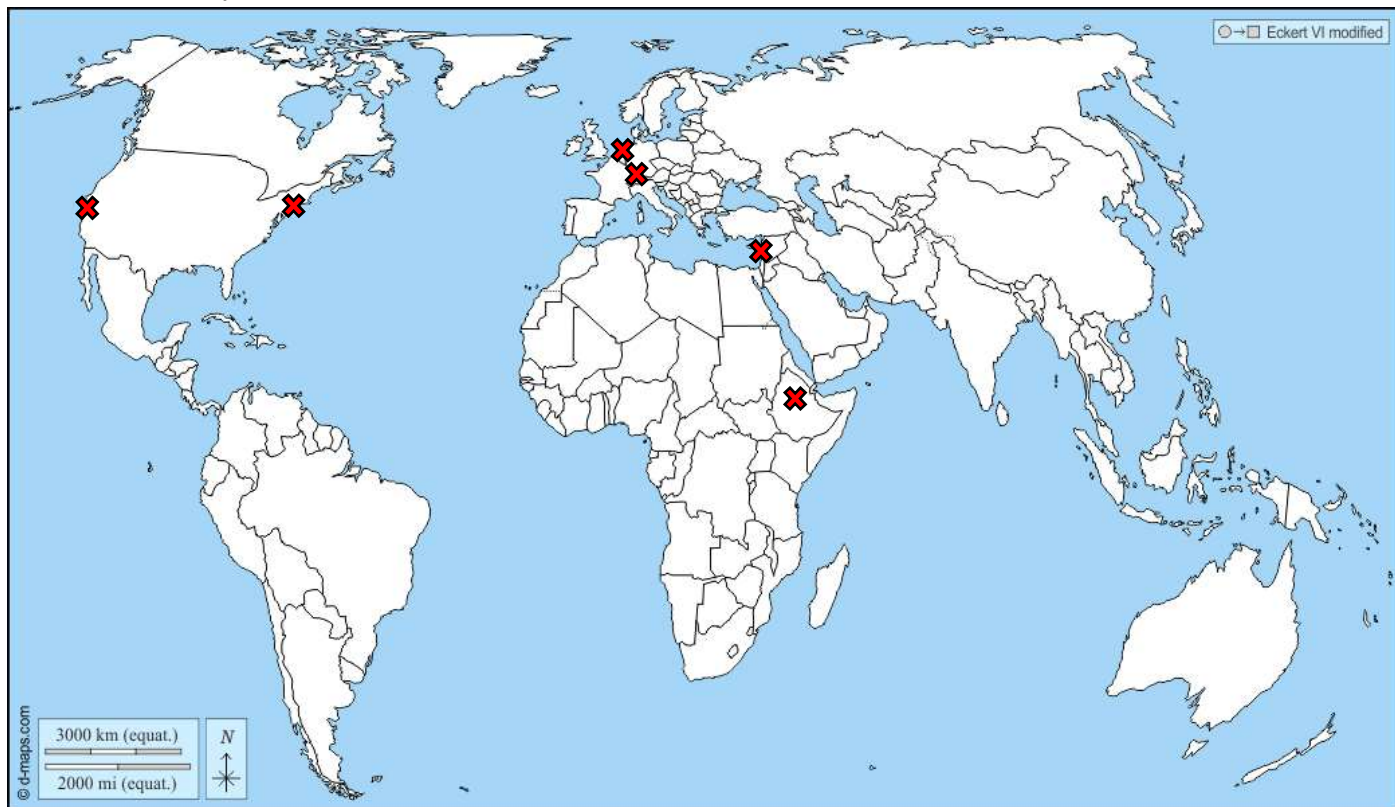 ○→□ Eckert VI modified
3000 km (equat.)
2000 mi (equat.)
N
© d-maps.com